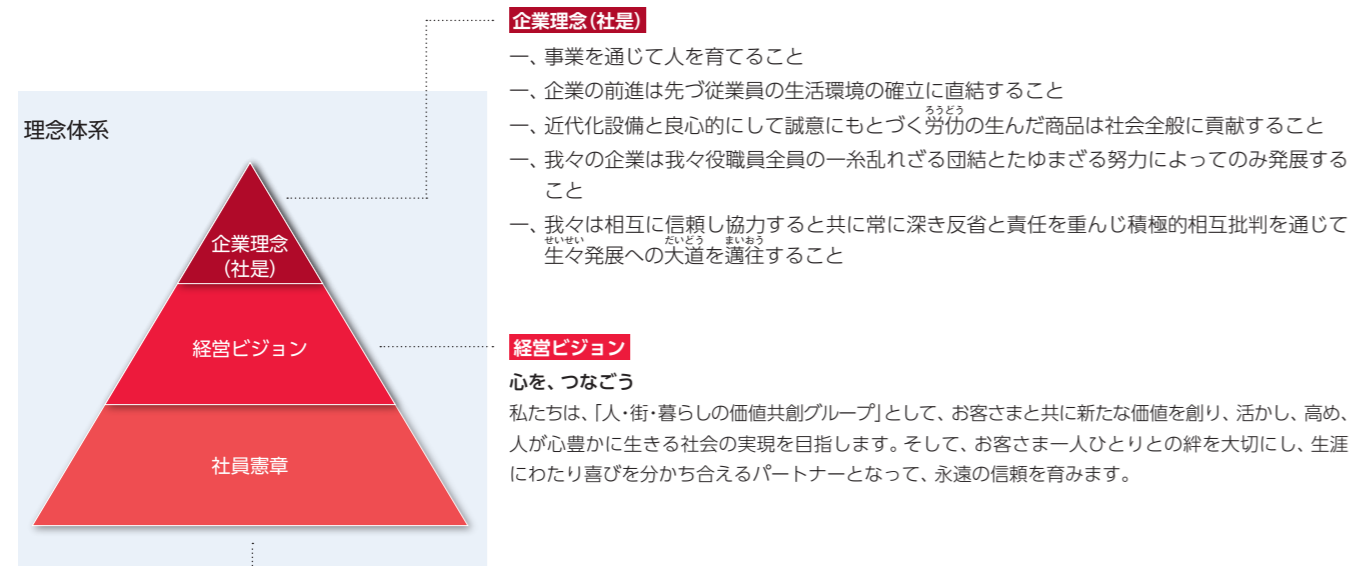 理念体系
企業理念
(社是)
経営ビジョン
社員憲章
企業理念(社是)
一、事業を通じて人を育てること
一、企業の前進は先づ従業員の生活環境の確立に直結すること
ろうどう
一、近代化設備と良心的にして誠意にもとづく労仂の生んだ商品は社会全般に貢献すること
一、我々の企業は我々役職員全員の一糸乱れざる団結とたゆまざる努力によってのみ発展する
こと
一、我々は相互に信頼し協力すると共に常に深き反省と責任を重んじ積極的相互批判を通じて
せいせい だいどう まいおう
生々発展への大道を邁往すること
経営ビジョン
心を、つなごう
私たちは、「人・街・暮らしの価値共創グループ」として、お客さまと共に新たな価値を創り、活かし、高め、
人が心豊かに生きる社会の実現を目指します。そして、お客さま一人ひとりとの絆を大切にし、生涯
にわたり喜びを分かち合えるパートナーとなって、永遠の信頼を育みます。